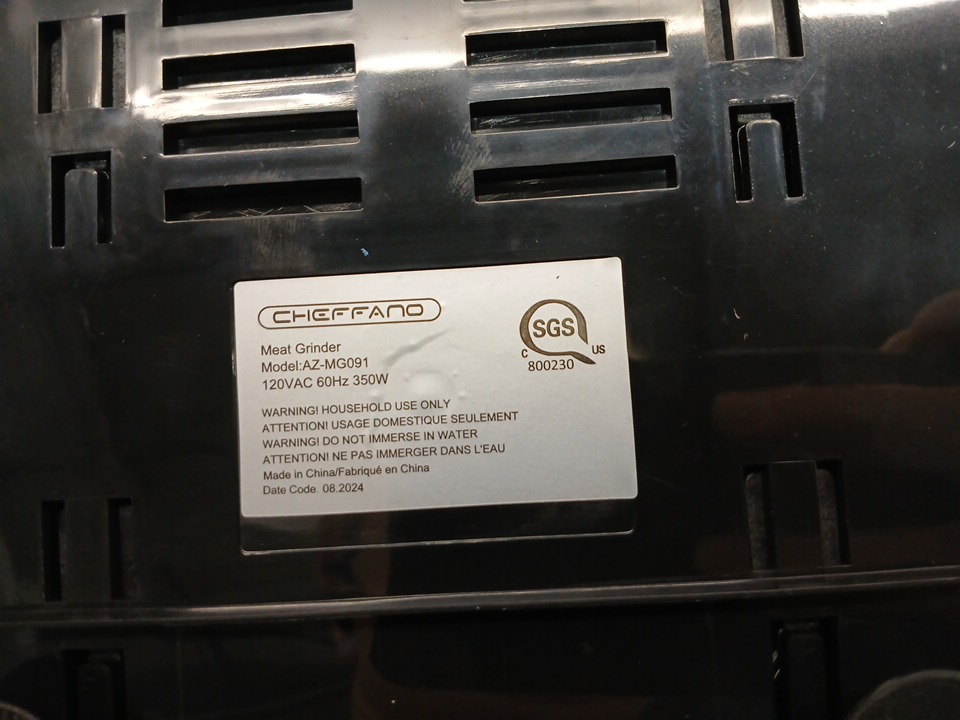 CHEFFANO
Meat Grinder
Model:AZ-MG091
120VAC 60Hz 350W
SGS
C US
800230
WARNING! HOUSEHOLD USE ONLY
ATTENTION! USAGE DOMESTIQUE SEULEMENT
WARNING! DO NOT IMMERSE IN WATER
ATTENTION! NE PAS IMMERGER DANS L'EAU
Made in China/Fabriqué en China
Date Code. 08.2024